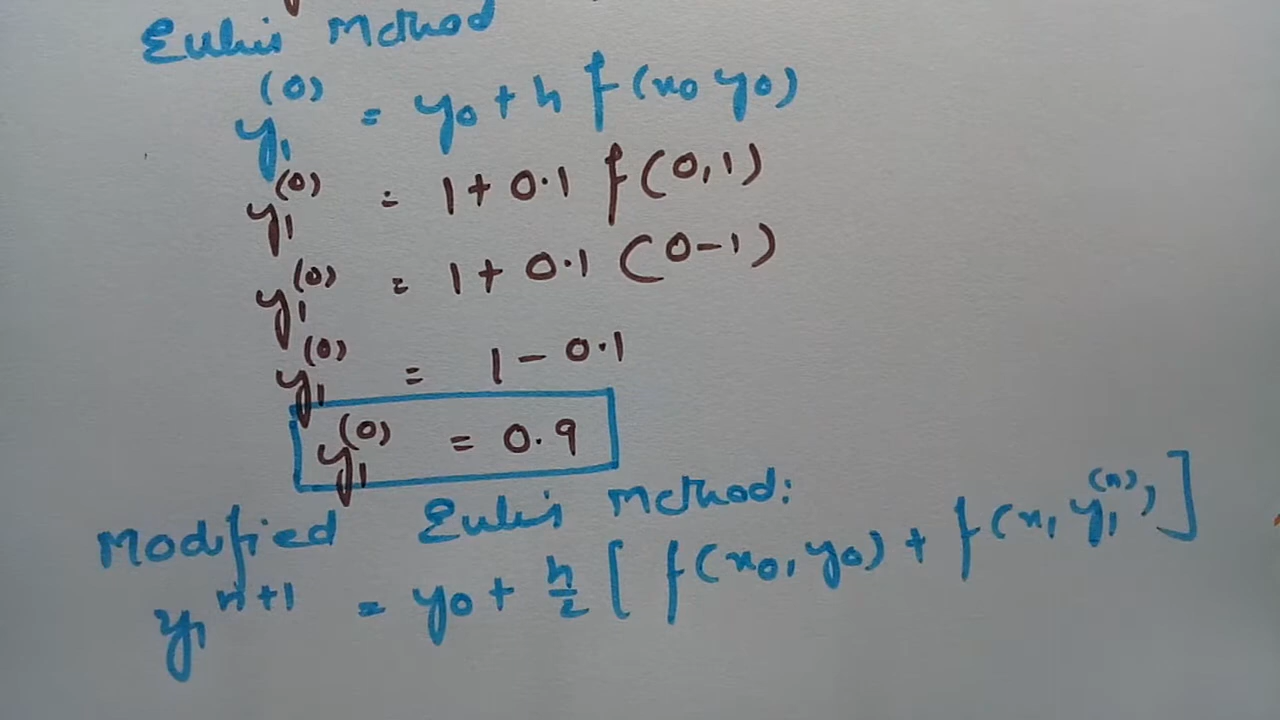 Euler's Method
y₁⁽⁰⁾ = y₀ + h f(x₀ y₀)
y₁⁽⁰⁾ = 1 + 0.1 f(0,1)
y₁⁽⁰⁾ = 1 + 0.1 (0-1)
y₁⁽⁰⁾ = 1 - 0.1
y₁⁽⁰⁾ = 0.9
Modified Euler's Method:
y₁ⁿ⁺¹ = y₀ + h/2 [ f(x₀, y₀) + f(x₁ y₁⁽ⁿ⁾) ]